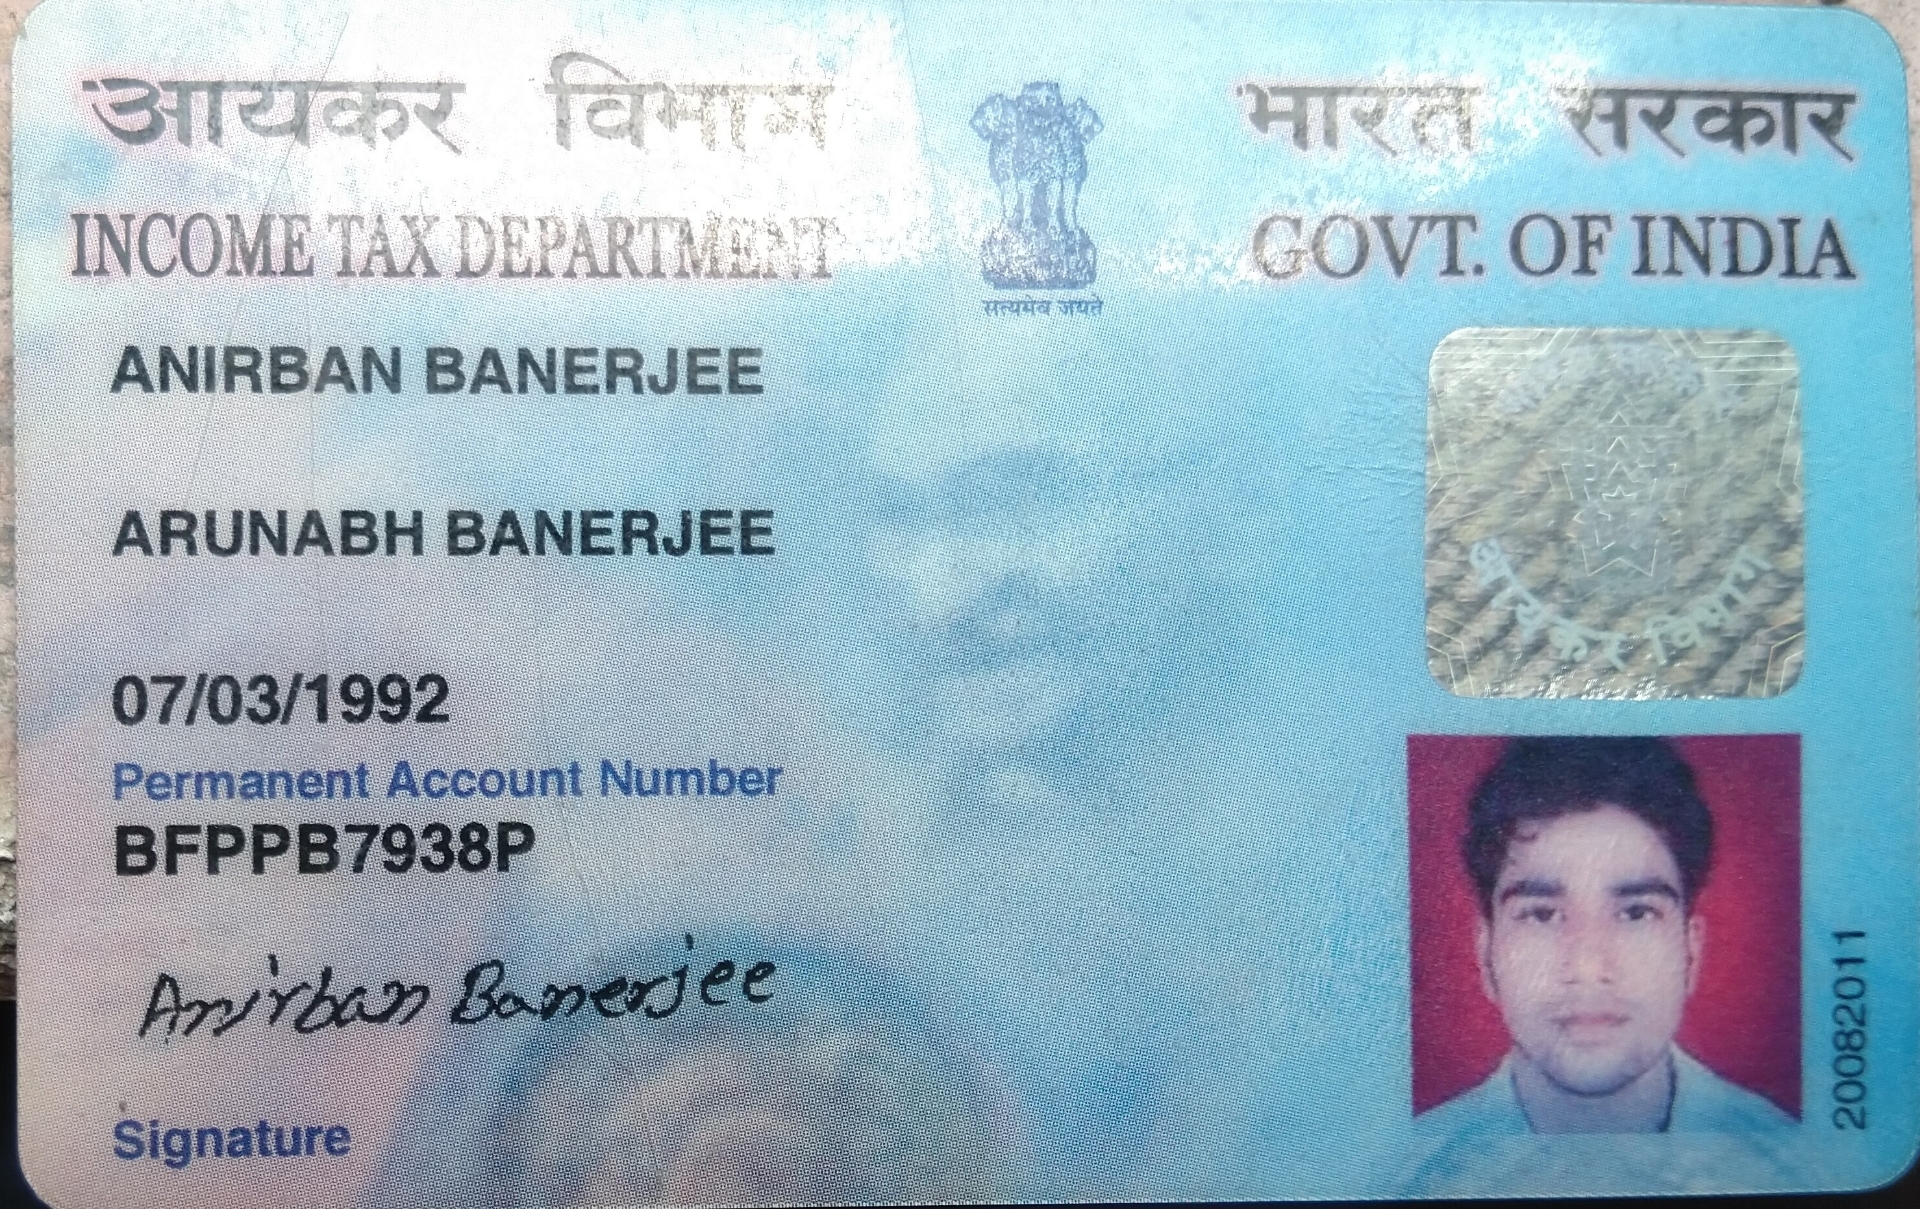 आयकर विभाग
INCOME TAX DEPARTMENT
सत्यमेव जयते
भारत सरकार
GOVT. OF INDIA
ANIRBAN BANERJEE
ARUNABH BANERJEE
07/03/1992
Permanent Account Number
BFPPB7938P
Anirban Banerjee
Signature
आयकर विभाग
20082011